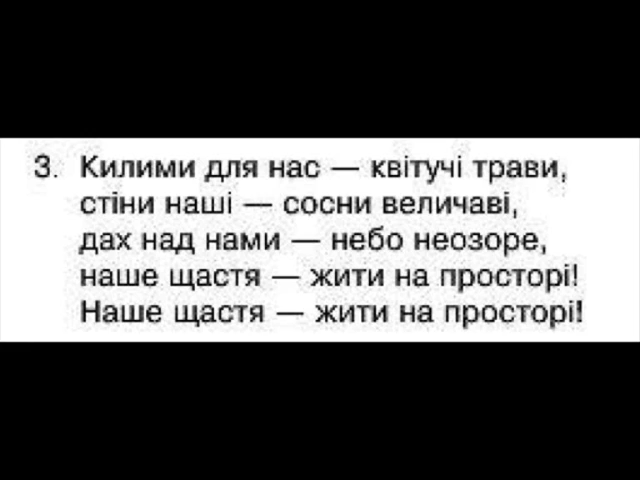 3. Килими для нас — квітучі трави,
стіни наші — сосни величаві,
дах над нами — небо неозоре,
наше щастя — жити на просторі!
Наше щастя — жити на просторі!